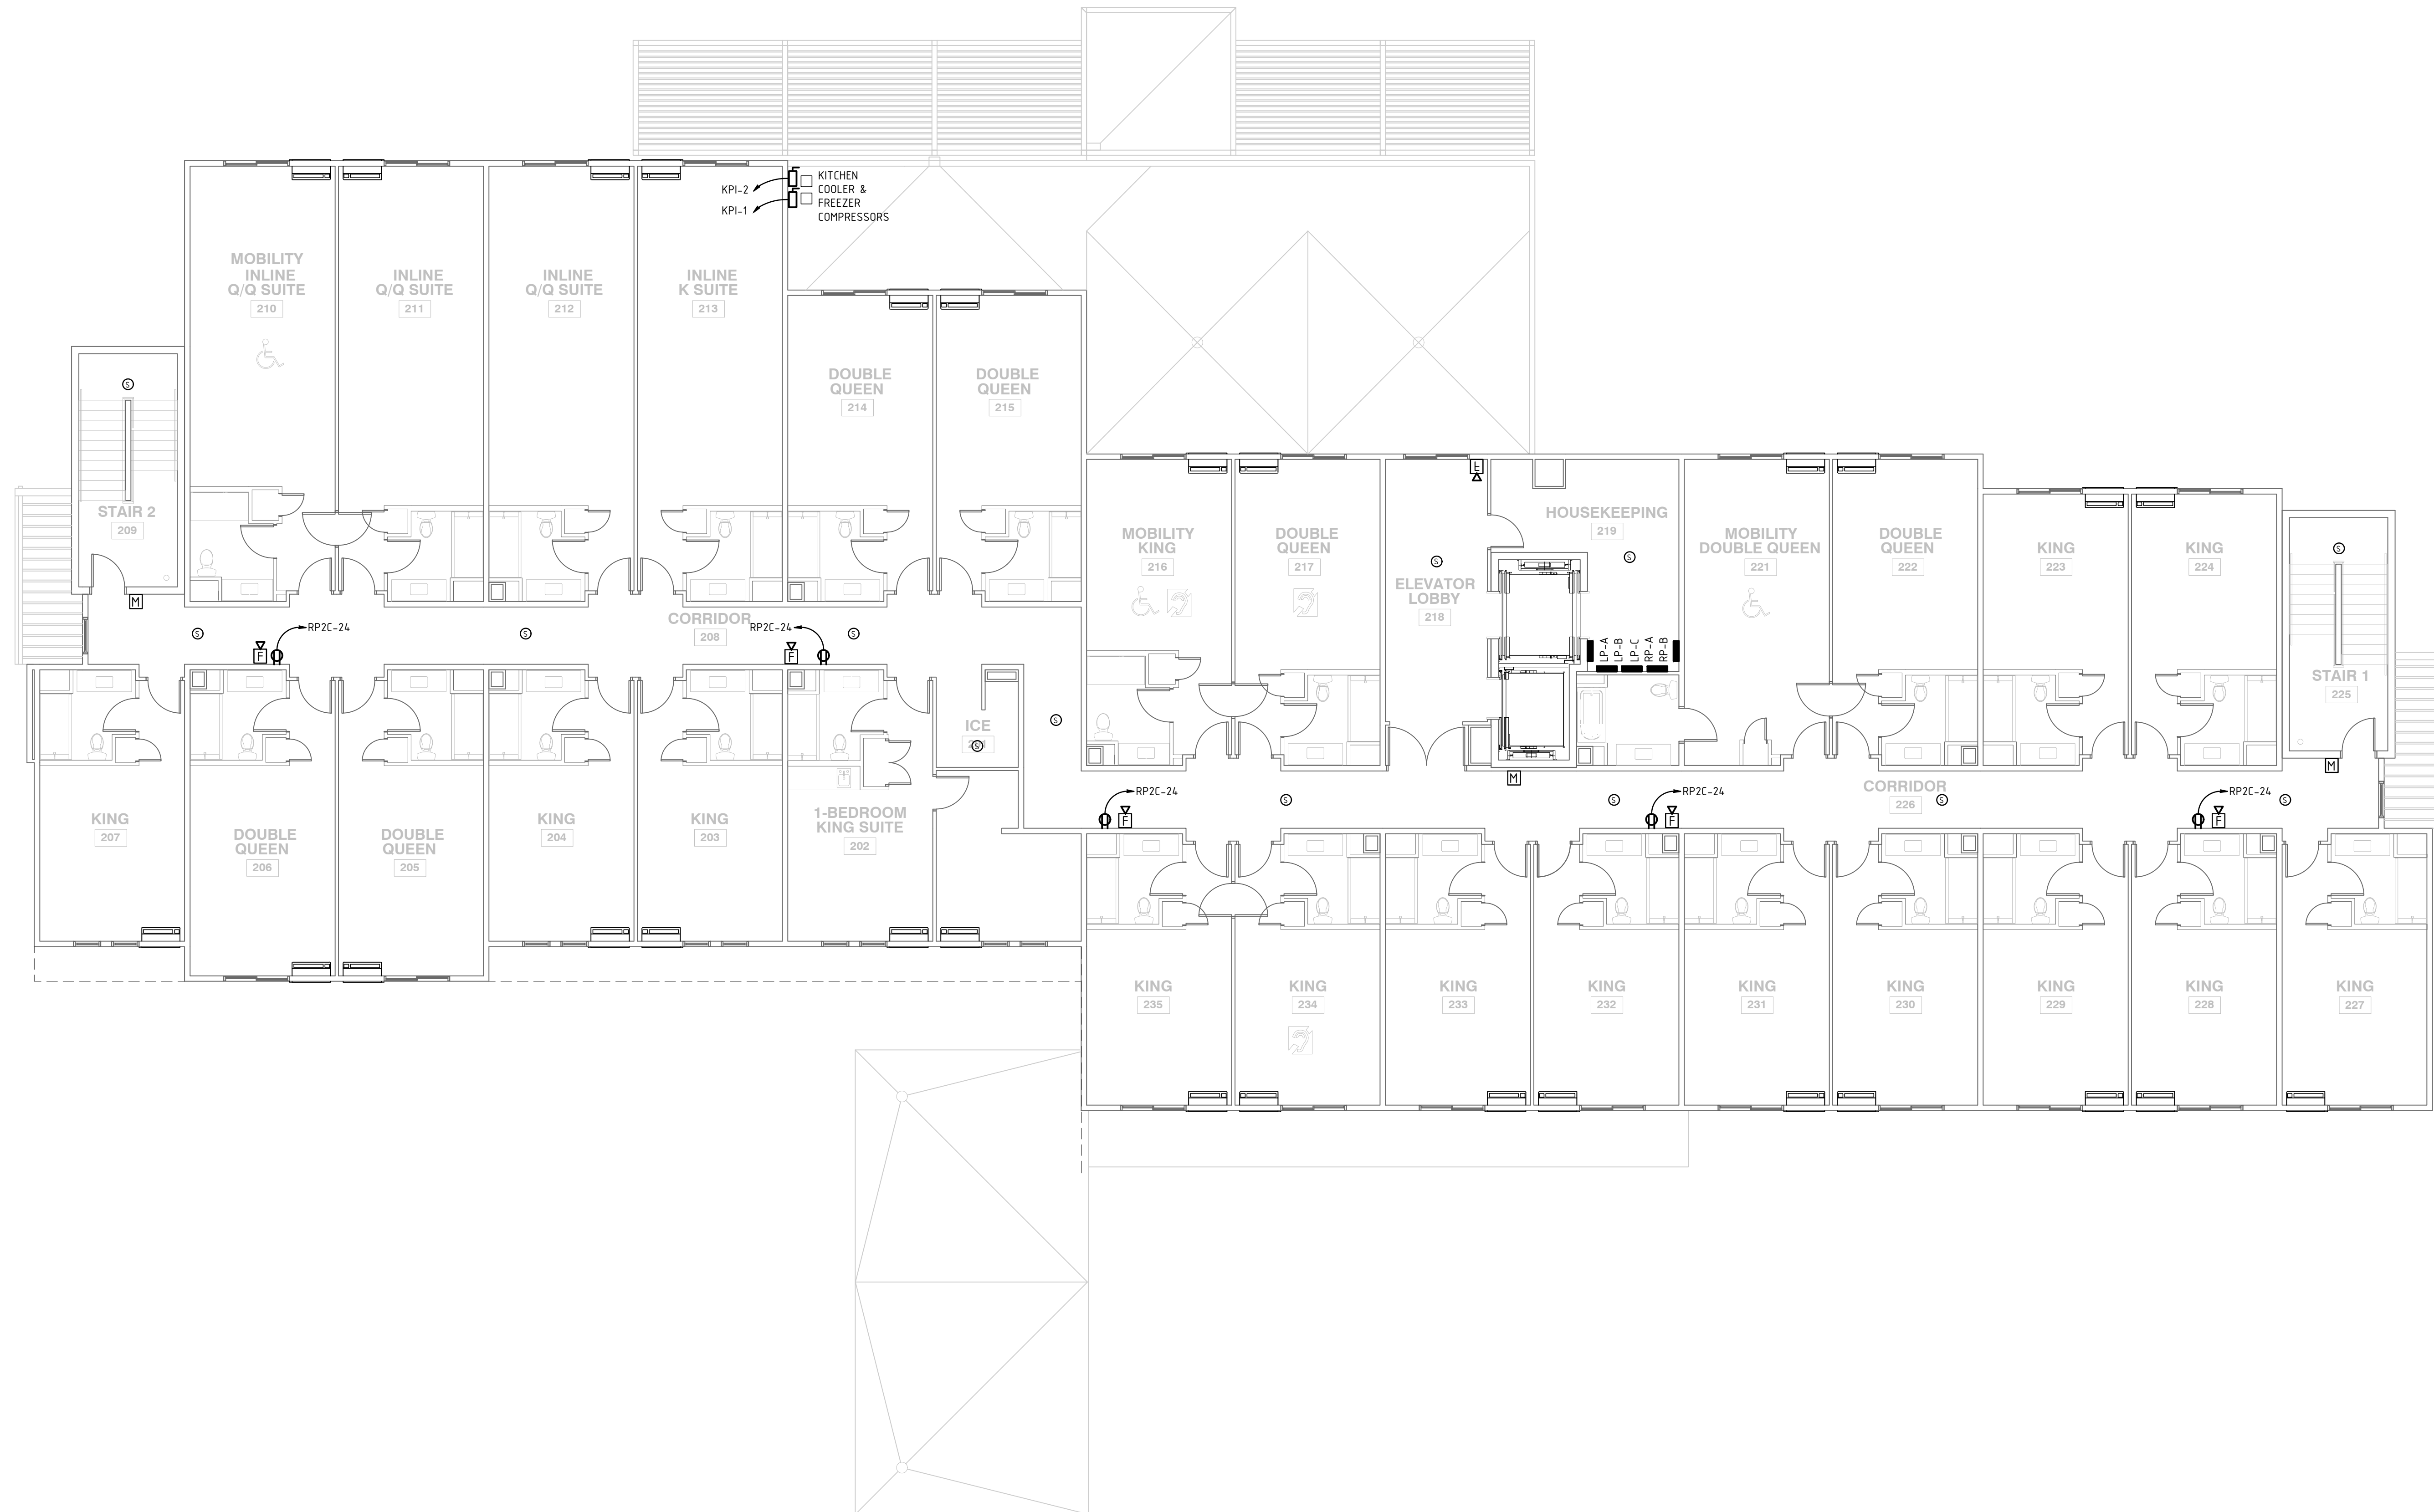 KPI-2
KPI-1
KITCHEN
COOLER &
FREEZER
COMPRESSORS
MOBILITY
INLINE
Q/Q SUITE
210
INLINE
Q/Q SUITE
211
INLINE
Q/Q SUITE
212
INLINE
K SUITE
213
DOUBLE
QUEEN
214
DOUBLE
QUEEN
215
S
STAIR 2
209
M
MOBILITY
KING
216
DOUBLE
QUEEN
217
F
S
ELEVATOR
LOBBY
218
HOUSEKEEPING
219
S
LP-A
LP-B
LP-C
RP-A
RP-B
MOBILITY
DOUBLE QUEEN
221
DOUBLE
QUEEN
222
KING
223
KING
224
S
STAIR 1
225
M
CORRIDOR
208
S
F
RP2C-24
S
RP2C-24
F
S
S
ICE
S
KING
207
DOUBLE
QUEEN
206
DOUBLE
QUEEN
205
KING
204
KING
203
1-BEDROOM
KING SUITE
202
M
CORRIDOR
226
RP2C-24
F
S
S
RP2C-24
F
S
RP2C-24
F
S
KING
235
KING
234
KING
233
KING
232
KING
231
KING
230
KING
229
KING
228
KING
227